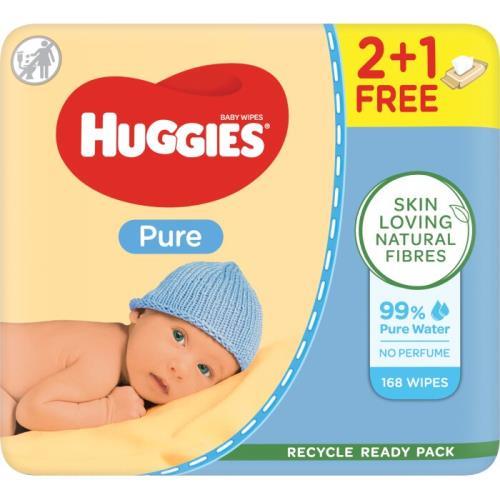 2+1
FREE
BABY WIPES
HUGGIES®
Pure
SKIN
LOVING
NATURAL
FIBRES
99%
Pure Water
NO PERFUME
168 WIPES
RECYCLE READY PACK